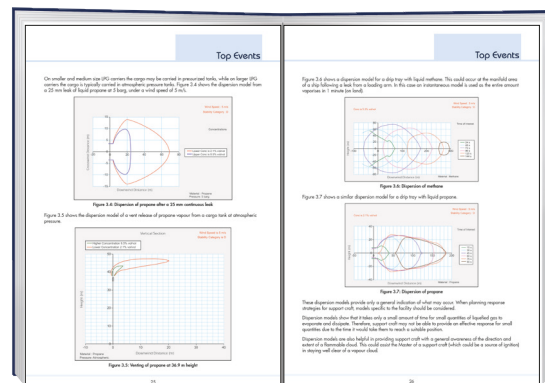 Top Events
On smaller and medium size LPG carriers the cargo may be carried in pressurised tanks, while on larger LPG
carriers the cargo is typically carried in atmospheric pressure tanks. Figure 3.4 shows the dispersion model from
a 25 mm leak of liquid propane at 5 barg, under a wind speed of 5 m/s.
Figure 3.4: Dispersion of propane after a 25 mm continuous leak
Figure 3.5 shows the dispersion model of a vent release of propane vapour from a cargo tank at atmospheric
pressure.
Figure 3.5: Venting of propane at 36.9 m height
25
Top Events
Figure 3.6 shows a dispersion model for a drip tray with liquid methane. This could occur at the manifold area
of a ship following a leak from a loading arm. In this case an instantaneous model is used as the entire amount
vaporises in 1 minute (on land).
Figure 3.6: Dispersion of methane
Figure 3.7 shows a similar dispersion model for a drip tray with liquid propane.
Figure 3.7: Dispersion of propane
These dispersion models provide only a general indication of what may occur. When planning response
strategies for support craft, models specific to the facility should be considered.
Dispersion models show that it takes only a small amount of time for small quantities of liquefied gas to
evaporate and dissipate. Therefore, support craft may not be able to provide an effective response for small
quantities due to the time it would take them to reach a suitable position.
Dispersion models are also helpful in providing support craft with a general awareness of the direction and
extent of a flammable cloud. This could assist the Master of a support craft (which could be a source of ignition)
in staying well clear of a vapour cloud.
26